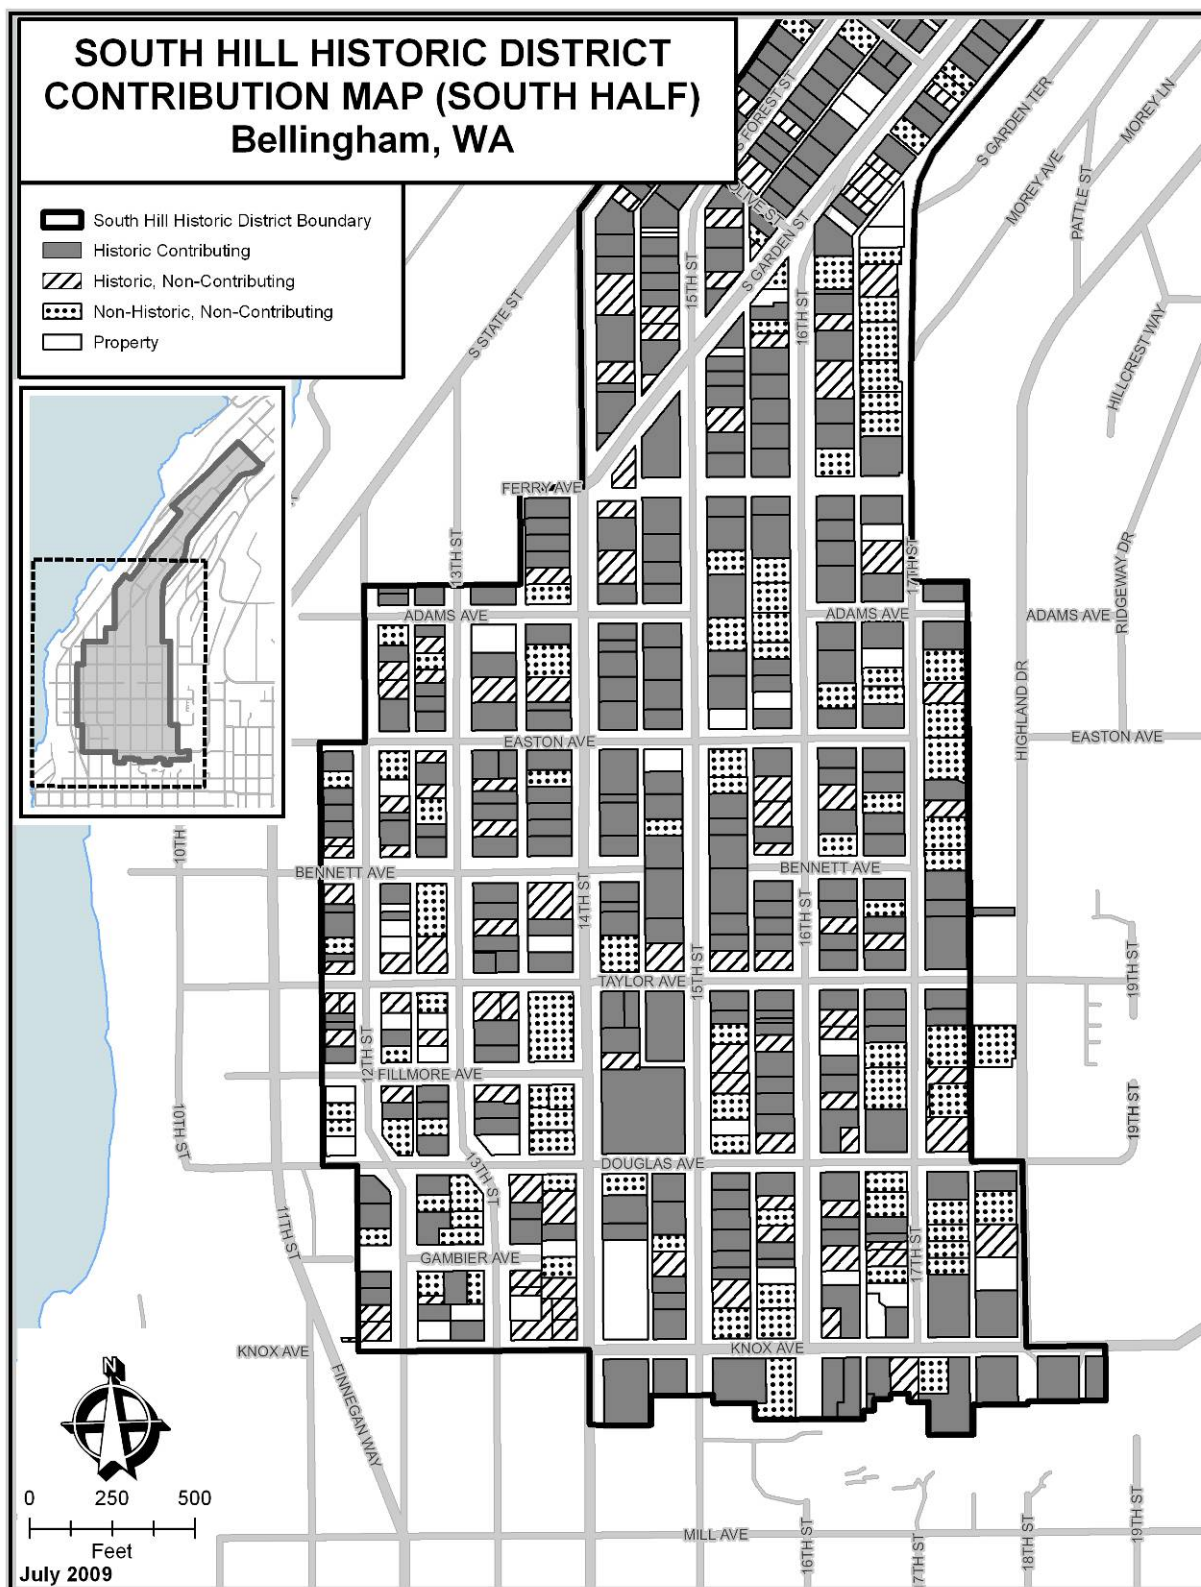 SOUTH HILL HISTORIC DISTRICT
CONTRIBUTION MAP (SOUTH HALF)
Bellingham, WA
South Hill Historic District Boundary
Historic Contributing
Historic, Non-Contributing
Non-Historic, Non-Contributing
Property
S FOREST ST
OLIVE ST
S GARDEN ST
S GARDEN TER
MOREY AVE
PATTLE ST
MOREY LN
S STATE ST
15TH ST
16TH ST
HILLCREST WAY
FERRY AVE
13TH ST
17TH ST
RIDGEWAY DR
ADAMS AVE
ADAMS AVE
ADAMS AVE
HIGHLAND DR
EASTON AVE
EASTON AVE
10TH
BENNETT AVE
BENNETT AVE
14TH ST
16TH ST
15TH ST
19TH ST
TAYLOR AVE
12TH ST
FILLMORE AVE
10TH ST
19TH ST
DOUGLAS AVE
13TH ST
11TH ST
GAMBIER AVE
17TH ST
KNOX AVE
KNOX AVE
FINNEGAN WAY
N
0 250 500
Feet
July 2009
MILL AVE
16TH ST
17TH ST
18TH ST
19TH ST